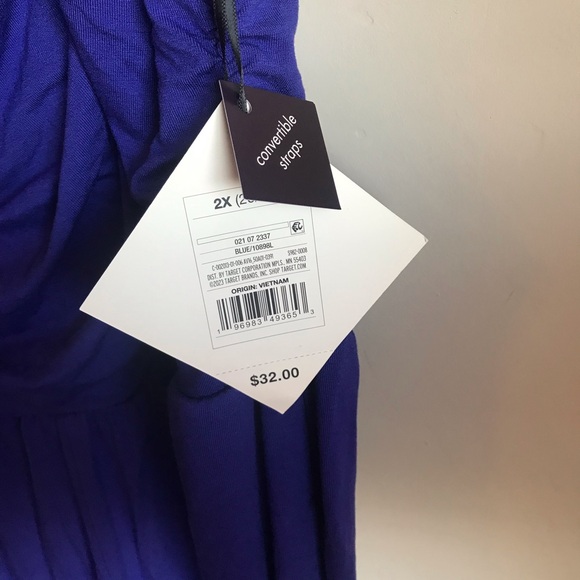 convertible
straps
2X
021 07 2337
BLUE/10898L
DIST. BY TARGET CORPORATION MPLS., MN 55403
©2023 TARGET BRANDS, INC. SHOP TARGET.COM
ORIGIN: VIETNAM
1 96983 49365 3
$32.00